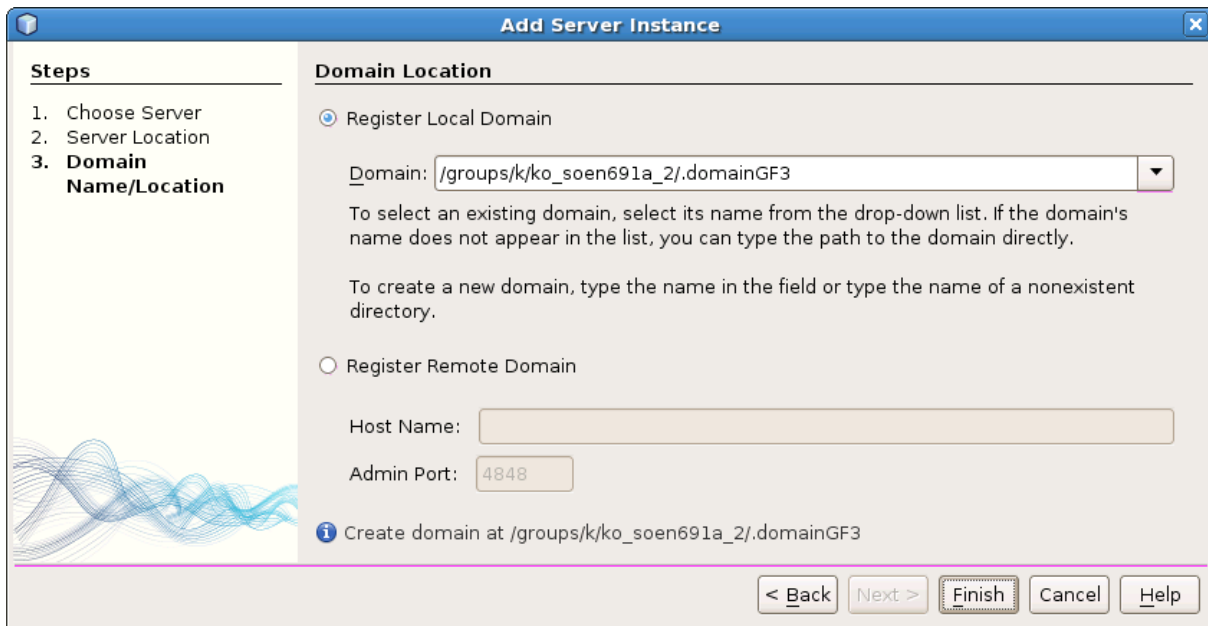 Add Server Instance
Steps
1. Choose Server
2. Server Location
3. Domain
Name/Location
Domain Location
Register Local Domain
Domain: /groups/k/ko_soen691a_2/.domainGF3
To select an existing domain, select its name from the drop-down list. If the domain's
name does not appear in the list, you can type the path to the domain directly.
To create a new domain, type the name in the field or type the name of a nonexistent
directory.
Register Remote Domain
Host Name:
Admin Port: 4848
Create domain at /groups/k/ko_soen691a_2/.domainGF3
< Back Next > Finish Cancel Help